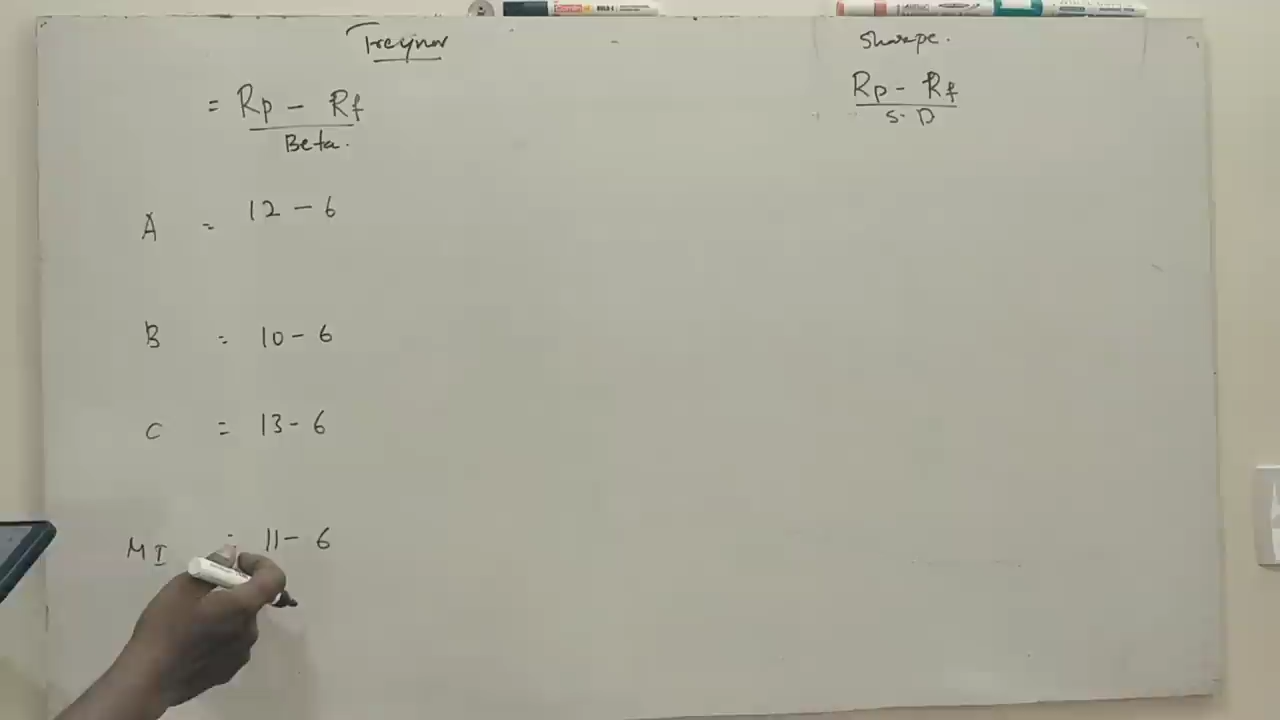 Treynor
= Rp - Rf
Beta.
A = 12 - 6
B = 10 - 6
C = 13 - 6
MI = 11 - 6
Sharpe.
Rp - Rf
S.D